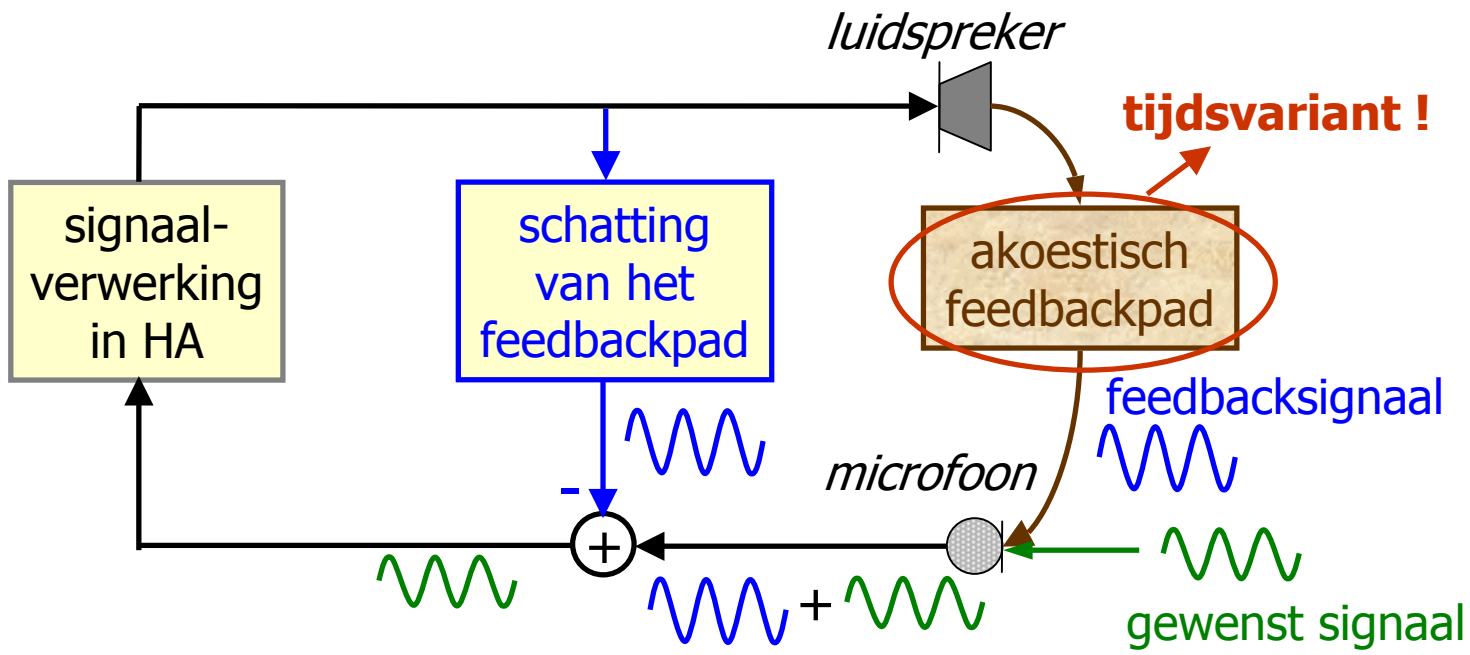 luidspreker
tijdsvariant !
signaal-
verwerking
in HA
schatting
van het
feedbackpad
akoestisch
feedbackpad
feedbacksignaal
microfoon
-
+
+
gewenst signaal